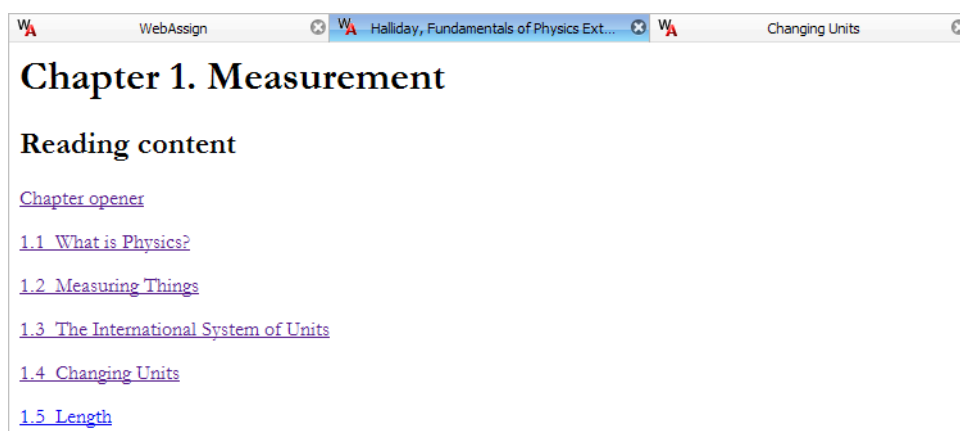 WA WebAssign WA Halliday, Fundamentals of Physics Ext... WA Changing Units
Chapter 1. Measurement
Reading content
Chapter opener
1.1 What is Physics?
1.2 Measuring Things
1.3 The International System of Units
1.4 Changing Units
1.5 Length